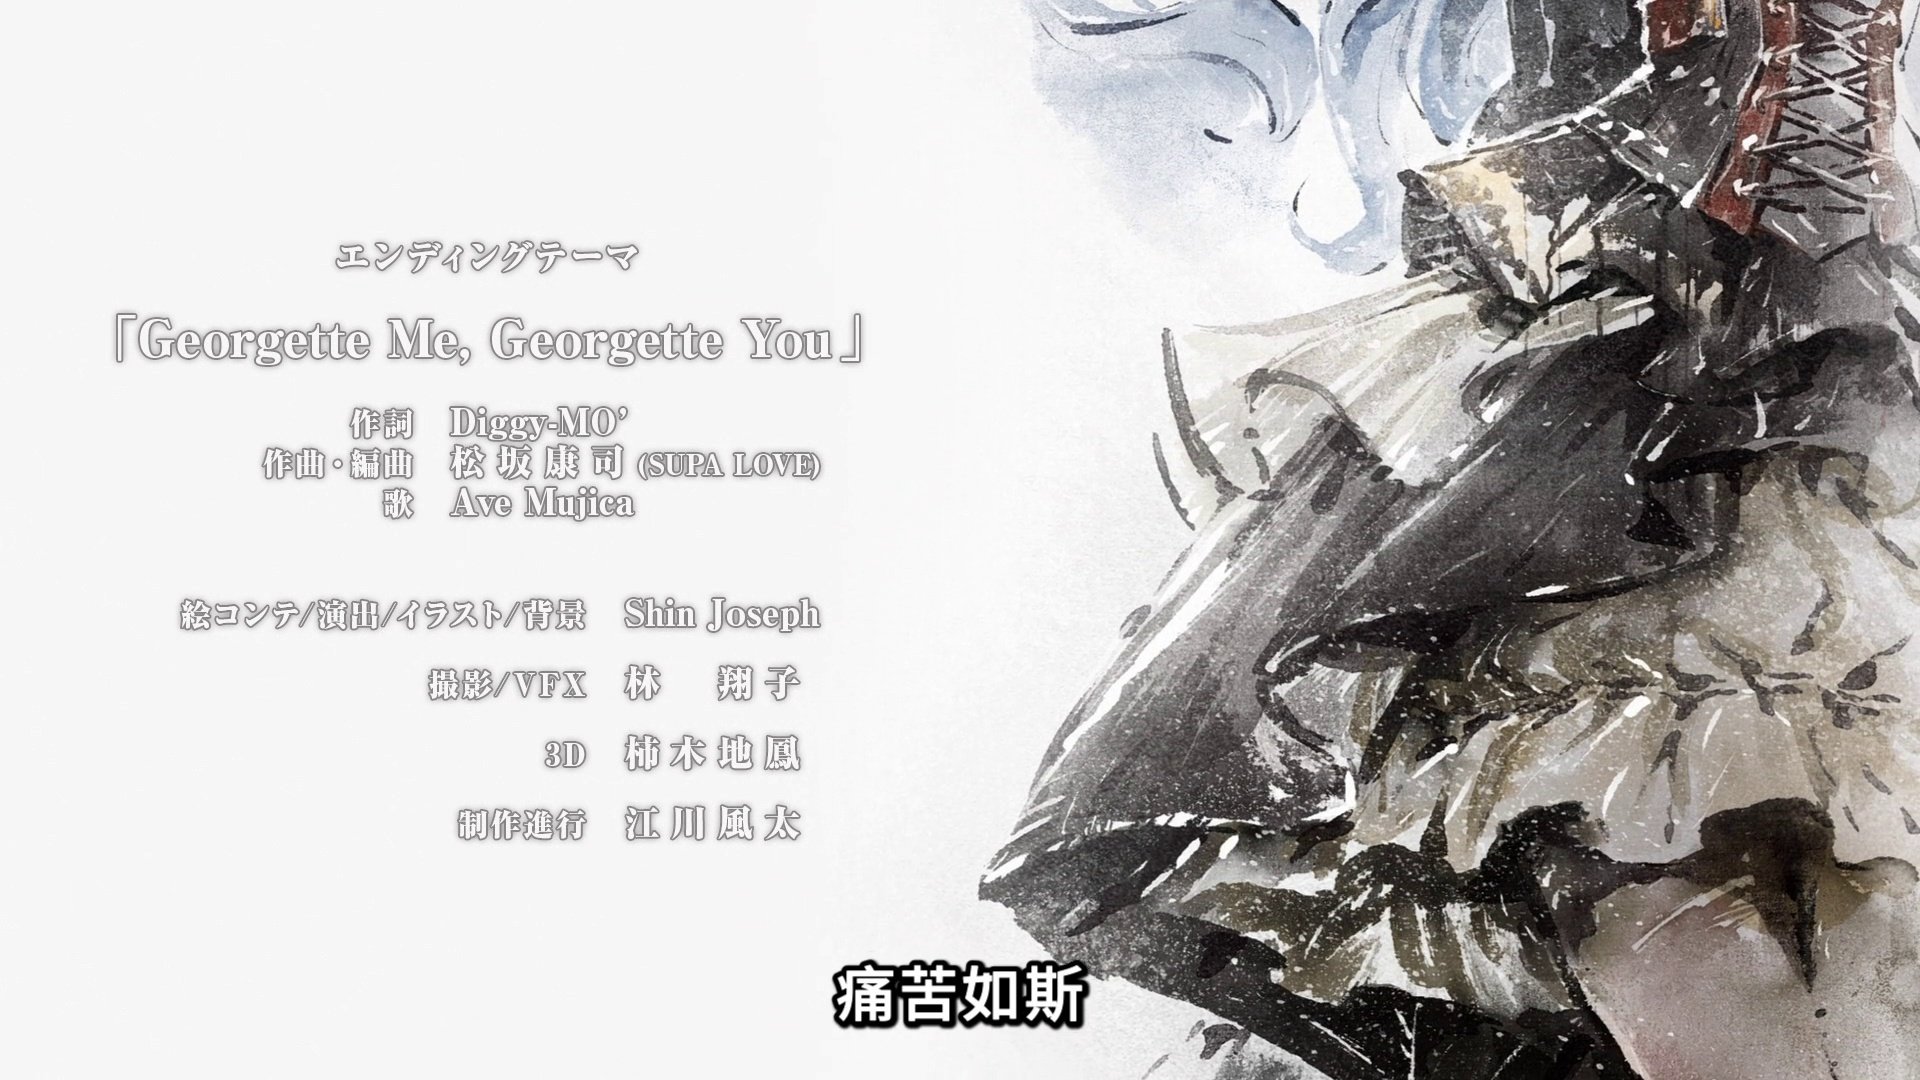 エンディングテーマ
「Georgette Me, Georgette You」
作詞 Diggy-MO'
作曲・編曲 松坂康司 (SUPA LOVE)
歌 Ave Mujica
絵コンテ/演出/イラスト/背景 Shin Joseph
撮影/VFX 林 翔子
3D 柿木地鳳
制作進行 江川風太
痛苦如斯